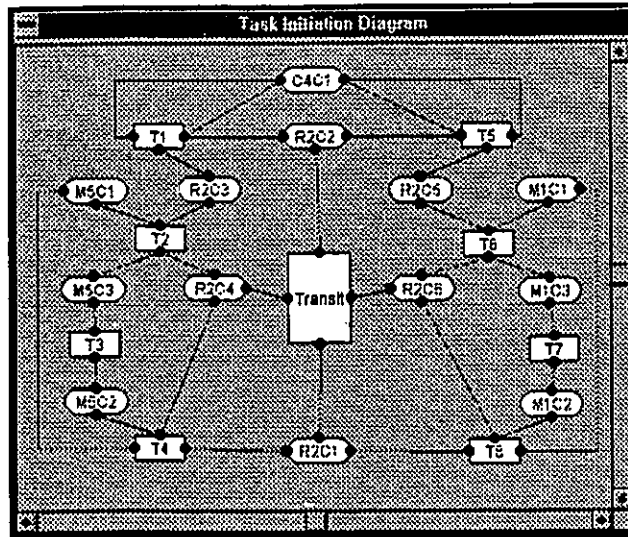 Task Initiation Diagram
C4C1
T1 R2C2 T5
M5C1 R2C3 R2C5 M1C1
T2 T6
M5C3 R2C4 Transit R2C6 M1C3
T3 T7
M5C2 M1C2
T4 R2C1 T8